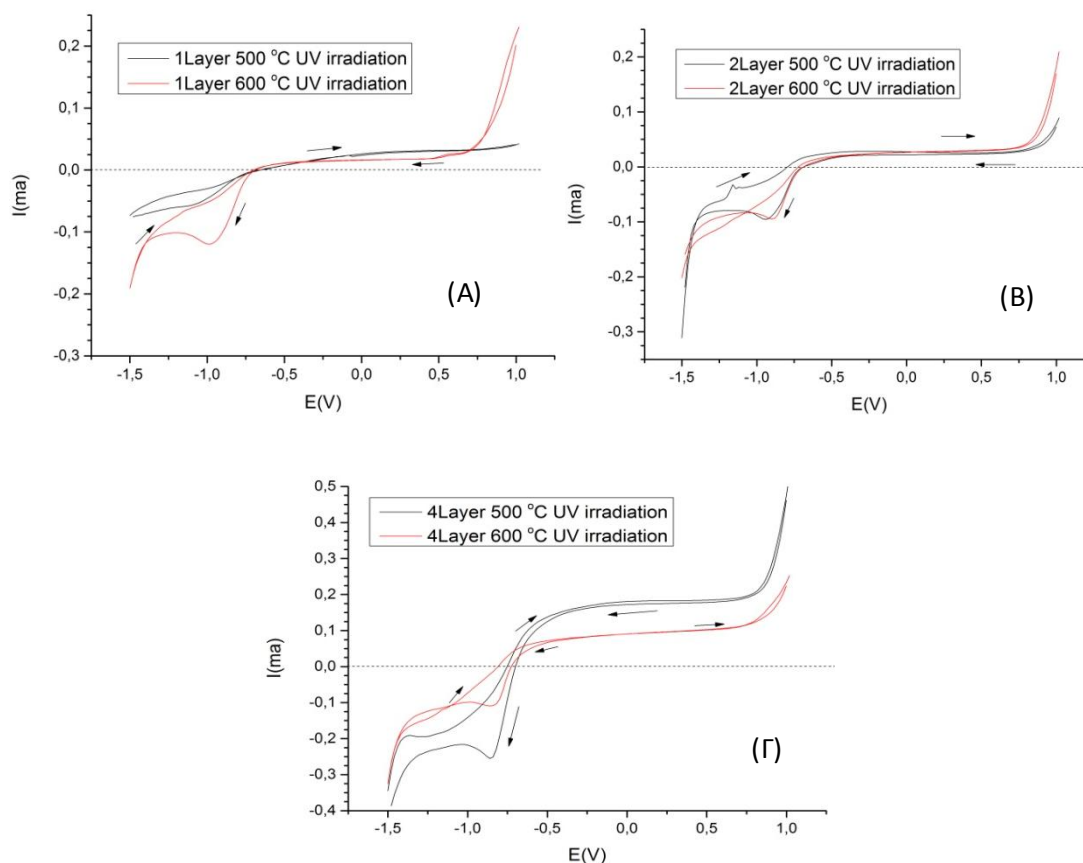 0,2
0,1
0,0
-0,1
-0,2
-0,3
I(ma)
1Layer 500 °C UV irradiation
1Layer 600 °C UV irradiation
(Α)
-1,5 -1,0 -0,5 0,0 0,5 1,0
E(V)
0,2
0,1
0,0
-0,1
-0,2
-0,3
I(ma)
2Layer 500 °C UV irradiation
2Layer 600 °C UV irradiation
(Β)
-1,5 -1,0 -0,5 0,0 0,5 1,0
E(V)
0,5
0,4
0,3
0,2
0,1
0,0
-0,1
-0,2
-0,3
-0,4
I(ma)
4Layer 500 °C UV irradiation
4Layer 600 °C UV irradiation
(Γ)
-1,5 -1,0 -0,5 0,0 0,5 1,0
E(V)